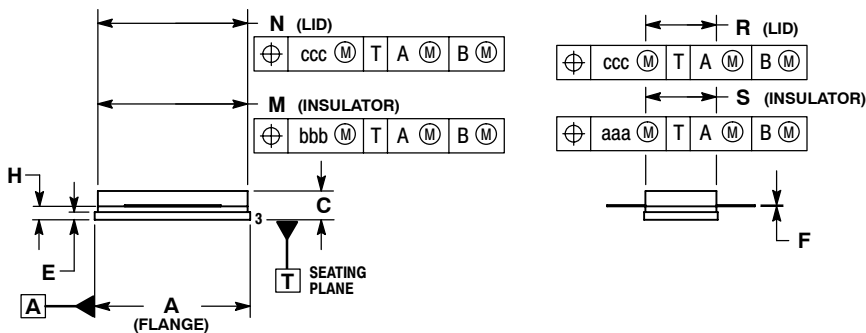 N (LID)
⌖ ccc Ⓜ T A Ⓜ B Ⓜ
M (INSULATOR)
⌖ bbb Ⓜ T A Ⓜ B Ⓜ
R (LID)
⌖ ccc Ⓜ T A Ⓜ B Ⓜ
S (INSULATOR)
⌖ aaa Ⓜ T A Ⓜ B Ⓜ
H
C
3
E
F
T
SEATING
PLANE
A
A
(FLANGE)